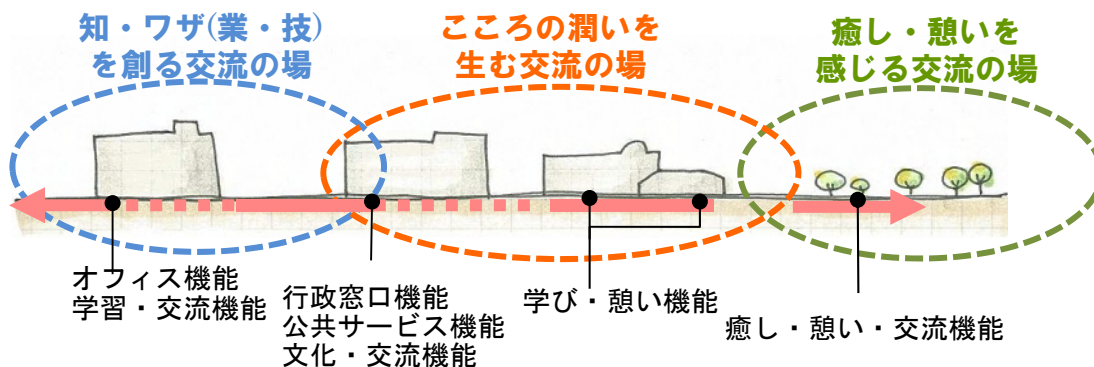 知・ワザ(業・技)
を創る交流の場
こころの潤いを
生む交流の場
癒し・憩いを
感じる交流の場
オフィス機能
学習・交流機能
行政窓口機能
公共サービス機能
文化・交流機能
学び・憩い機能
癒し・憩い・交流機能